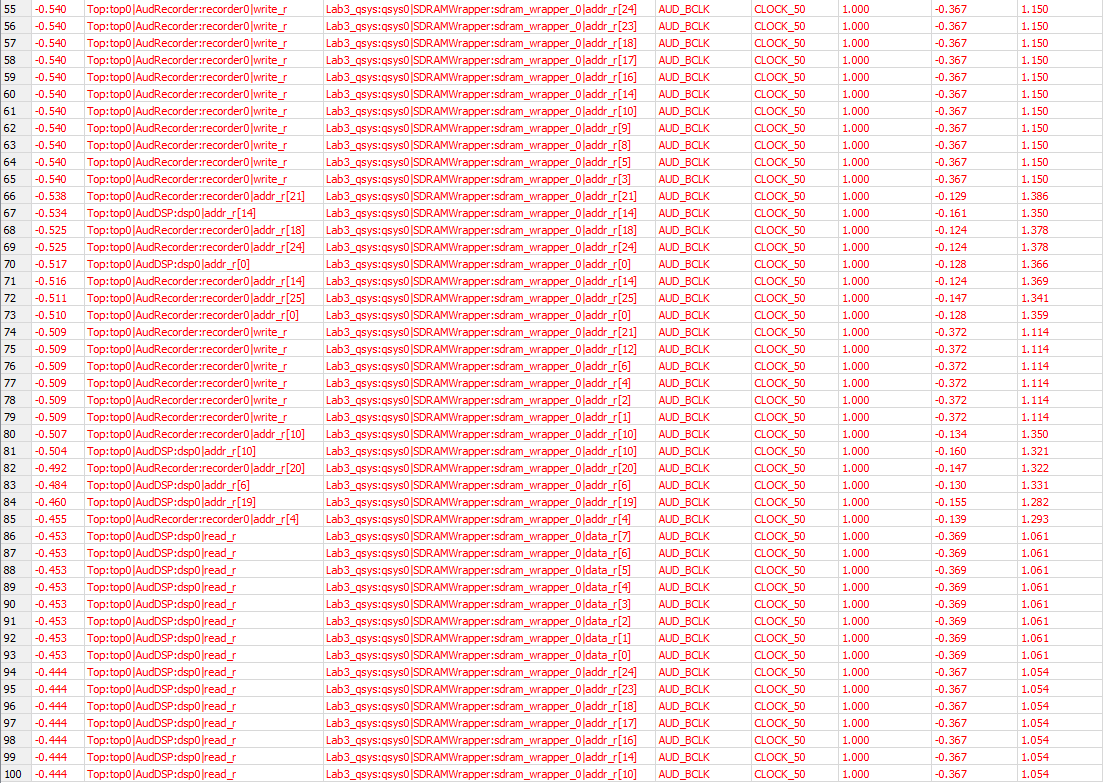 55 -0.540 Top:top0|AudRecorder:recorder0|write_r Lab3_qsys:qsys0|SDRAMWrapper:sdram_wrapper_0|addr_r[24] AUD_BCLK CLOCK_50 1.000 -0.367 1.150
56 -0.540 Top:top0|AudRecorder:recorder0|write_r Lab3_qsys:qsys0|SDRAMWrapper:sdram_wrapper_0|addr_r[23] AUD_BCLK CLOCK_50 1.000 -0.367 1.150
57 -0.540 Top:top0|AudRecorder:recorder0|write_r Lab3_qsys:qsys0|SDRAMWrapper:sdram_wrapper_0|addr_r[18] AUD_BCLK CLOCK_50 1.000 -0.367 1.150
58 -0.540 Top:top0|AudRecorder:recorder0|write_r Lab3_qsys:qsys0|SDRAMWrapper:sdram_wrapper_0|addr_r[17] AUD_BCLK CLOCK_50 1.000 -0.367 1.150
59 -0.540 Top:top0|AudRecorder:recorder0|write_r Lab3_qsys:qsys0|SDRAMWrapper:sdram_wrapper_0|addr_r[16] AUD_BCLK CLOCK_50 1.000 -0.367 1.150
60 -0.540 Top:top0|AudRecorder:recorder0|write_r Lab3_qsys:qsys0|SDRAMWrapper:sdram_wrapper_0|addr_r[14] AUD_BCLK CLOCK_50 1.000 -0.367 1.150
61 -0.540 Top:top0|AudRecorder:recorder0|write_r Lab3_qsys:qsys0|SDRAMWrapper:sdram_wrapper_0|addr_r[10] AUD_BCLK CLOCK_50 1.000 -0.367 1.150
62 -0.540 Top:top0|AudRecorder:recorder0|write_r Lab3_qsys:qsys0|SDRAMWrapper:sdram_wrapper_0|addr_r[9] AUD_BCLK CLOCK_50 1.000 -0.367 1.150
63 -0.540 Top:top0|AudRecorder:recorder0|write_r Lab3_qsys:qsys0|SDRAMWrapper:sdram_wrapper_0|addr_r[8] AUD_BCLK CLOCK_50 1.000 -0.367 1.150
64 -0.540 Top:top0|AudRecorder:recorder0|write_r Lab3_qsys:qsys0|SDRAMWrapper:sdram_wrapper_0|addr_r[5] AUD_BCLK CLOCK_50 1.000 -0.367 1.150
65 -0.540 Top:top0|AudRecorder:recorder0|write_r Lab3_qsys:qsys0|SDRAMWrapper:sdram_wrapper_0|addr_r[3] AUD_BCLK CLOCK_50 1.000 -0.367 1.150
66 -0.538 Top:top0|AudRecorder:recorder0|addr_r[21] Lab3_qsys:qsys0|SDRAMWrapper:sdram_wrapper_0|addr_r[21] AUD_BCLK CLOCK_50 1.000 -0.129 1.386
67 -0.534 Top:top0|AudDSP:dsp0|addr_r[14] Lab3_qsys:qsys0|SDRAMWrapper:sdram_wrapper_0|addr_r[14] AUD_BCLK CLOCK_50 1.000 -0.161 1.350
68 -0.525 Top:top0|AudRecorder:recorder0|addr_r[18] Lab3_qsys:qsys0|SDRAMWrapper:sdram_wrapper_0|addr_r[18] AUD_BCLK CLOCK_50 1.000 -0.124 1.378
69 -0.525 Top:top0|AudRecorder:recorder0|addr_r[24] Lab3_qsys:qsys0|SDRAMWrapper:sdram_wrapper_0|addr_r[24] AUD_BCLK CLOCK_50 1.000 -0.124 1.378
70 -0.517 Top:top0|AudDSP:dsp0|addr_r[0] Lab3_qsys:qsys0|SDRAMWrapper:sdram_wrapper_0|addr_r[0] AUD_BCLK CLOCK_50 1.000 -0.128 1.366
71 -0.516 Top:top0|AudRecorder:recorder0|addr_r[14] Lab3_qsys:qsys0|SDRAMWrapper:sdram_wrapper_0|addr_r[14] AUD_BCLK CLOCK_50 1.000 -0.124 1.369
72 -0.511 Top:top0|AudRecorder:recorder0|addr_r[25] Lab3_qsys:qsys0|SDRAMWrapper:sdram_wrapper_0|addr_r[25] AUD_BCLK CLOCK_50 1.000 -0.147 1.341
73 -0.510 Top:top0|AudRecorder:recorder0|addr_r[0] Lab3_qsys:qsys0|SDRAMWrapper:sdram_wrapper_0|addr_r[0] AUD_BCLK CLOCK_50 1.000 -0.128 1.359
74 -0.509 Top:top0|AudRecorder:recorder0|write_r Lab3_qsys:qsys0|SDRAMWrapper:sdram_wrapper_0|addr_r[21] AUD_BCLK CLOCK_50 1.000 -0.372 1.114
75 -0.509 Top:top0|AudRecorder:recorder0|write_r Lab3_qsys:qsys0|SDRAMWrapper:sdram_wrapper_0|addr_r[12] AUD_BCLK CLOCK_50 1.000 -0.372 1.114
76 -0.509 Top:top0|AudRecorder:recorder0|write_r Lab3_qsys:qsys0|SDRAMWrapper:sdram_wrapper_0|addr_r[6] AUD_BCLK CLOCK_50 1.000 -0.372 1.114
77 -0.509 Top:top0|AudRecorder:recorder0|write_r Lab3_qsys:qsys0|SDRAMWrapper:sdram_wrapper_0|addr_r[4] AUD_BCLK CLOCK_50 1.000 -0.372 1.114
78 -0.509 Top:top0|AudRecorder:recorder0|write_r Lab3_qsys:qsys0|SDRAMWrapper:sdram_wrapper_0|addr_r[2] AUD_BCLK CLOCK_50 1.000 -0.372 1.114
79 -0.509 Top:top0|AudRecorder:recorder0|write_r Lab3_qsys:qsys0|SDRAMWrapper:sdram_wrapper_0|addr_r[1] AUD_BCLK CLOCK_50 1.000 -0.372 1.114
80 -0.507 Top:top0|AudRecorder:recorder0|addr_r[10] Lab3_qsys:qsys0|SDRAMWrapper:sdram_wrapper_0|addr_r[10] AUD_BCLK CLOCK_50 1.000 -0.134 1.350
81 -0.504 Top:top0|AudDSP:dsp0|addr_r[10] Lab3_qsys:qsys0|SDRAMWrapper:sdram_wrapper_0|addr_r[10] AUD_BCLK CLOCK_50 1.000 -0.160 1.321
82 -0.492 Top:top0|AudRecorder:recorder0|addr_r[20] Lab3_qsys:qsys0|SDRAMWrapper:sdram_wrapper_0|addr_r[20] AUD_BCLK CLOCK_50 1.000 -0.147 1.322
83 -0.484 Top:top0|AudDSP:dsp0|addr_r[6] Lab3_qsys:qsys0|SDRAMWrapper:sdram_wrapper_0|addr_r[6] AUD_BCLK CLOCK_50 1.000 -0.130 1.331
84 -0.460 Top:top0|AudDSP:dsp0|addr_r[19] Lab3_qsys:qsys0|SDRAMWrapper:sdram_wrapper_0|addr_r[19] AUD_BCLK CLOCK_50 1.000 -0.155 1.282
85 -0.455 Top:top0|AudRecorder:recorder0|addr_r[4] Lab3_qsys:qsys0|SDRAMWrapper:sdram_wrapper_0|addr_r[4] AUD_BCLK CLOCK_50 1.000 -0.139 1.293
86 -0.453 Top:top0|AudDSP:dsp0|read_r Lab3_qsys:qsys0|SDRAMWrapper:sdram_wrapper_0|data_r[7] AUD_BCLK CLOCK_50 1.000 -0.369 1.061
87 -0.453 Top:top0|AudDSP:dsp0|read_r Lab3_qsys:qsys0|SDRAMWrapper:sdram_wrapper_0|data_r[6] AUD_BCLK CLOCK_50 1.000 -0.369 1.061
88 -0.453 Top:top0|AudDSP:dsp0|read_r Lab3_qsys:qsys0|SDRAMWrapper:sdram_wrapper_0|data_r[5] AUD_BCLK CLOCK_50 1.000 -0.369 1.061
89 -0.453 Top:top0|AudDSP:dsp0|read_r Lab3_qsys:qsys0|SDRAMWrapper:sdram_wrapper_0|data_r[4] AUD_BCLK CLOCK_50 1.000 -0.369 1.061
90 -0.453 Top:top0|AudDSP:dsp0|read_r Lab3_qsys:qsys0|SDRAMWrapper:sdram_wrapper_0|data_r[3] AUD_BCLK CLOCK_50 1.000 -0.369 1.061
91 -0.453 Top:top0|AudDSP:dsp0|read_r Lab3_qsys:qsys0|SDRAMWrapper:sdram_wrapper_0|data_r[2] AUD_BCLK CLOCK_50 1.000 -0.369 1.061
92 -0.453 Top:top0|AudDSP:dsp0|read_r Lab3_qsys:qsys0|SDRAMWrapper:sdram_wrapper_0|data_r[1] AUD_BCLK CLOCK_50 1.000 -0.369 1.061
93 -0.453 Top:top0|AudDSP:dsp0|read_r Lab3_qsys:qsys0|SDRAMWrapper:sdram_wrapper_0|data_r[0] AUD_BCLK CLOCK_50 1.000 -0.369 1.061
94 -0.444 Top:top0|AudDSP:dsp0|read_r Lab3_qsys:qsys0|SDRAMWrapper:sdram_wrapper_0|addr_r[24] AUD_BCLK CLOCK_50 1.000 -0.367 1.054
95 -0.444 Top:top0|AudDSP:dsp0|read_r Lab3_qsys:qsys0|SDRAMWrapper:sdram_wrapper_0|addr_r[23] AUD_BCLK CLOCK_50 1.000 -0.367 1.054
96 -0.444 Top:top0|AudDSP:dsp0|read_r Lab3_qsys:qsys0|SDRAMWrapper:sdram_wrapper_0|addr_r[18] AUD_BCLK CLOCK_50 1.000 -0.367 1.054
97 -0.444 Top:top0|AudDSP:dsp0|read_r Lab3_qsys:qsys0|SDRAMWrapper:sdram_wrapper_0|addr_r[17] AUD_BCLK CLOCK_50 1.000 -0.367 1.054
98 -0.444 Top:top0|AudDSP:dsp0|read_r Lab3_qsys:qsys0|SDRAMWrapper:sdram_wrapper_0|addr_r[16] AUD_BCLK CLOCK_50 1.000 -0.367 1.054
99 -0.444 Top:top0|AudDSP:dsp0|read_r Lab3_qsys:qsys0|SDRAMWrapper:sdram_wrapper_0|addr_r[14] AUD_BCLK CLOCK_50 1.000 -0.367 1.054
100 -0.444 Top:top0|AudDSP:dsp0|read_r Lab3_qsys:qsys0|SDRAMWrapper:sdram_wrapper_0|addr_r[10] AUD_BCLK CLOCK_50 1.000 -0.367 1.054